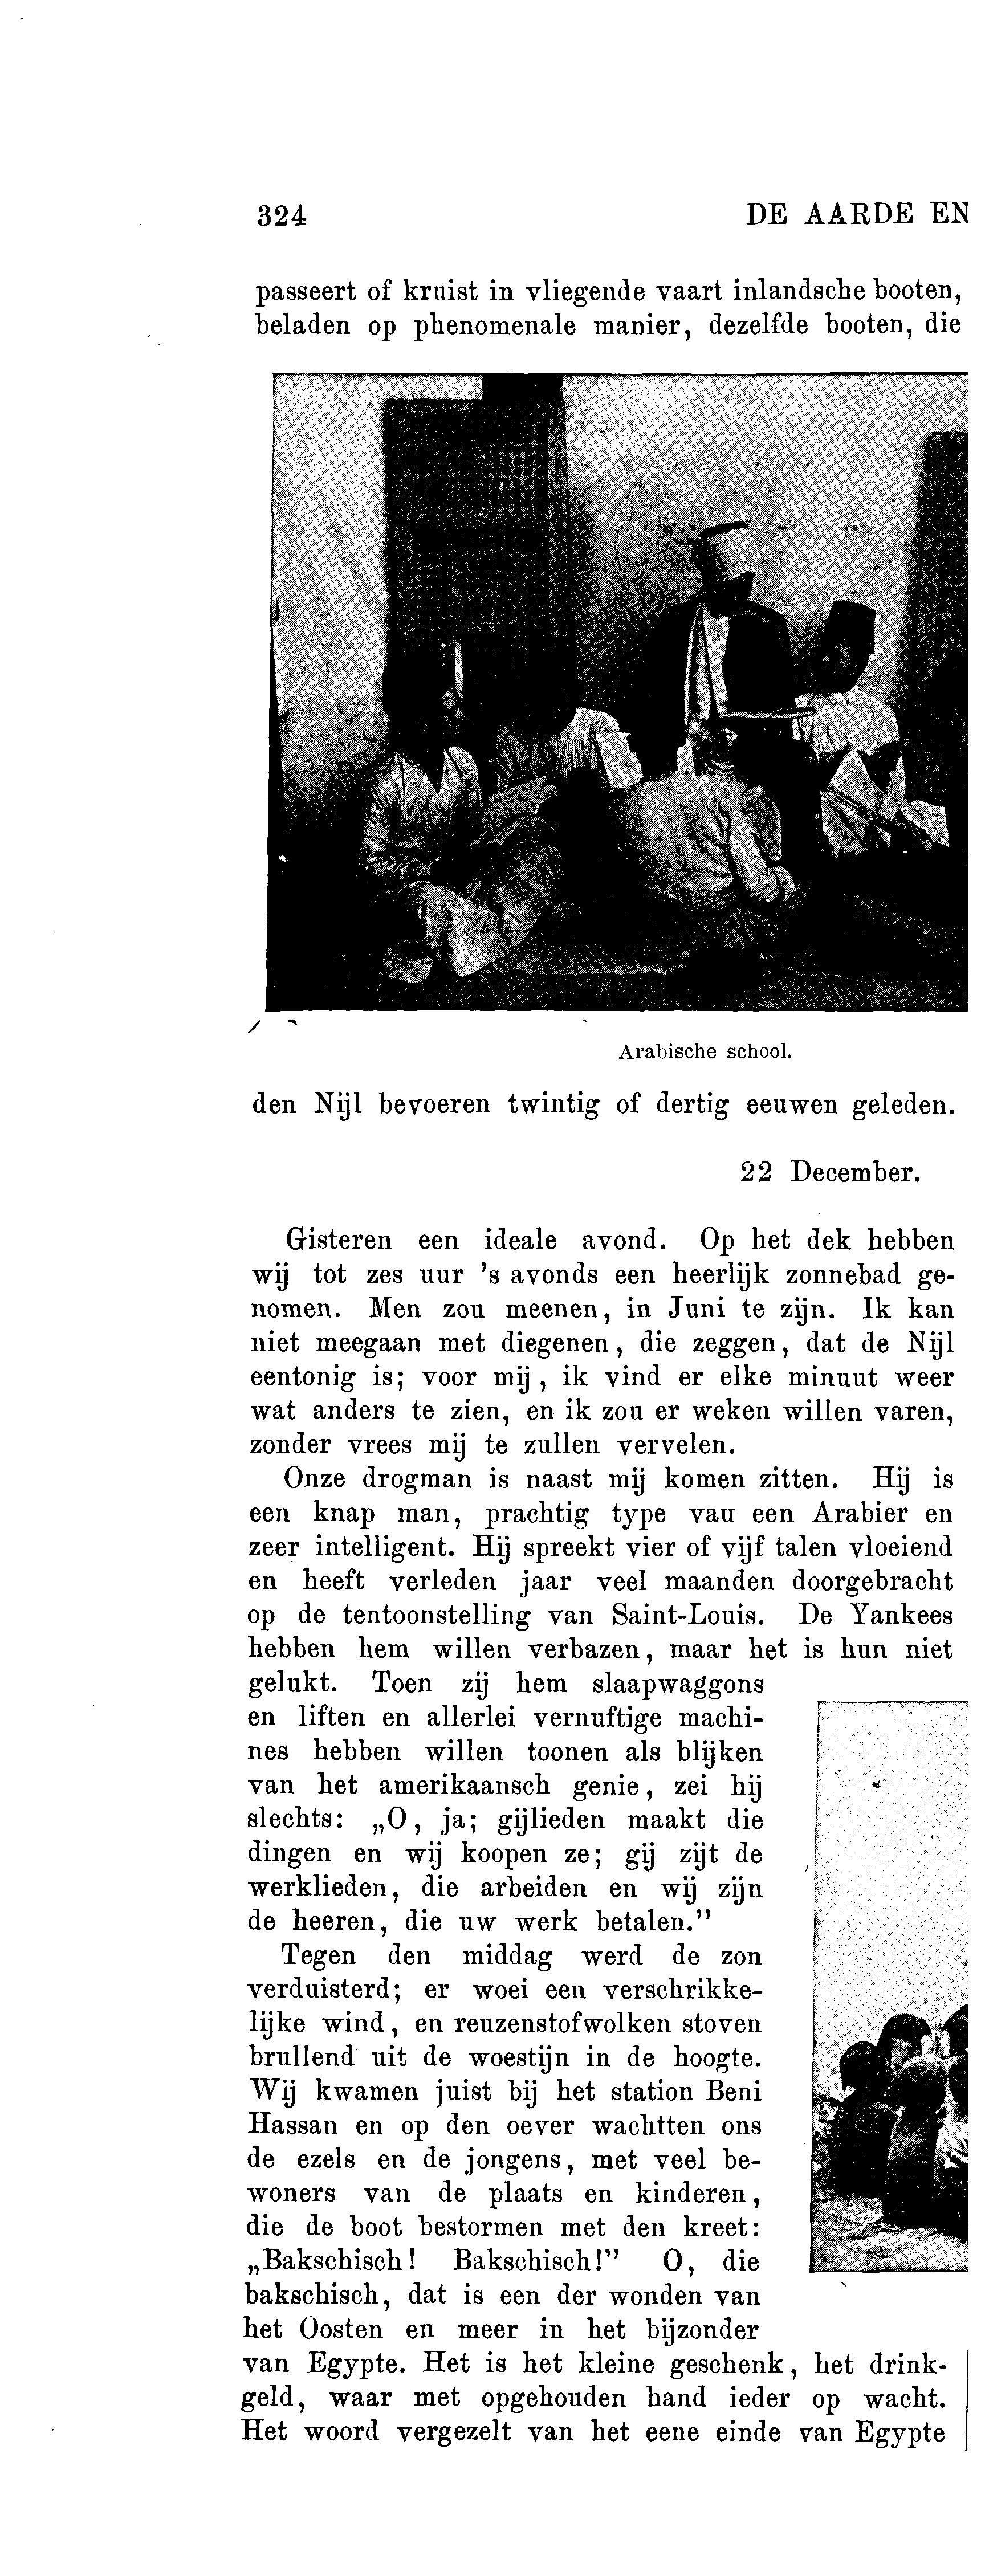 324
DE AARDE EN
passeert of kruist in vliegende vaart inlandsche booten,
beladen op phenomenale manier, dezelfde booten, die
Arabische school.
den Nijl bevoeren twintig of dertig eeuwen geleden.
22 December.
Gisteren een ideale avond. Op het dek hebben
wij tot zes uur 's avonds een heerlijk zonnebad ge-
nomen. Men zou meenen, in Juni te zijn. Ik kan
niet meegaan met diegenen, die zeggen, dat de Nijl
eentonig is; voor mij, ik vind er elke minuut weer
wat anders te zien, en ik zou er weken willen varen,
zonder vrees mij te zullen vervelen.
Onze drogman is naast mij komen zitten. Hij is
een knap man, prachtig type van een Arabier en
zeer intelligent. Hij spreekt vier of vijf talen vloeiend
en heeft verleden jaar veel maanden doorgebracht
op de tentoonstelling van Saint-Louis. De Yankees
hebben hem willen verbazen, maar het is hun niet
gelukt. Toen zij hem slaapwaggons
en liften en allerlei vernuftige machi-
nes hebben willen toonen als blijken
van het amerikaansch genie, zei hij
slechts: „O, ja; gijlieden maakt die
dingen en wij koopen ze; gij zijt de
werklieden, die arbeiden en wij zijn
de heeren, die uw werk betalen.”
Tegen den middag werd de zon
verduisterd; er woei een verschrikke-
lijke wind, en reuzenstofwolken stoven
brullend uit de woestijn in de hoogte.
Wij kwamen juist bij het station Beni
Hassan en op den oever wachtten ons
de ezels en de jongens, met veel be-
woners van de plaats en kinderen,
die de boot bestormen met den kreet:
„Bakschisch! Bakschisch!” O, die
bakschisch, dat is een der wonden van
het Oosten en meer in het bijzonder
van Egypte. Het is het kleine geschenk, het drink-
geld, waar met opgehouden hand ieder op wacht.
Het woord vergezelt van het eene einde van Egypte